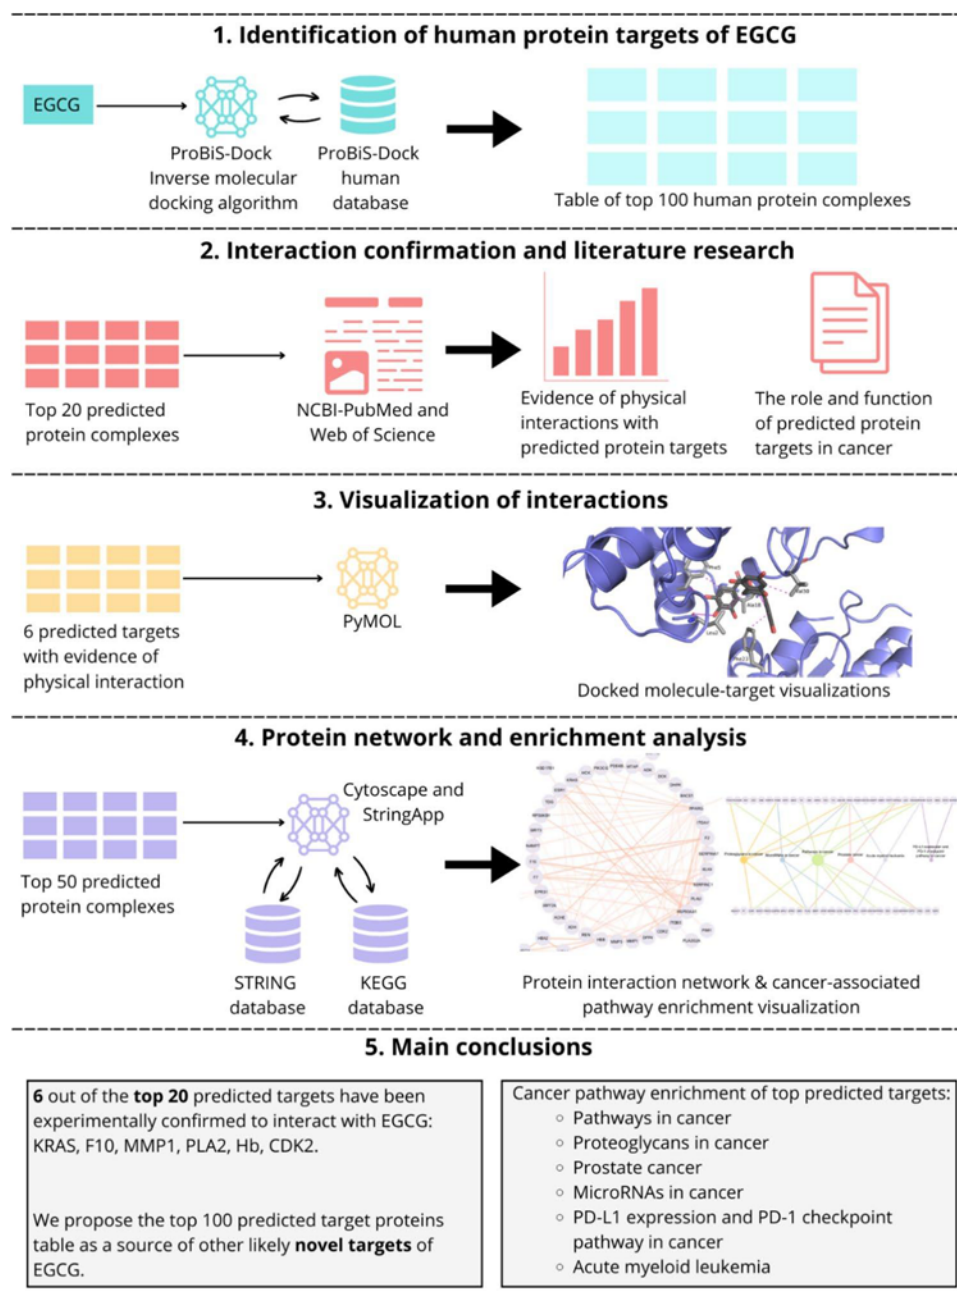 1. Identification of human protein targets of EGCG
EGCG
ProBiS-Dock
Inverse molecular
docking algorithm
ProBiS-Dock
human
database
Table of top 100 human protein complexes
2. Interaction confirmation and literature research
Top 20 predicted
protein complexes
NCBI-PubMed and
Web of Science
Evidence of physical
interactions with
predicted protein targets
The role and function
of predicted protein
targets in cancer
3. Visualization of interactions
6 predicted targets
with evidence of
physical interaction
PyMOL
Docked molecule-target visualizations
4. Protein network and enrichment analysis
Top 50 predicted
protein complexes
Cytoscape and
StringApp
STRING
database
KEGG
database
Protein interaction network & cancer-associated
pathway enrichment visualization
5. Main conclusions
6 out of the top 20 predicted targets have been
experimentally confirmed to interact with EGCG:
KRAS, F10, MMP1, PLA2, Hb, CDK2.
We propose the top 100 predicted target proteins
table as a source of other likely novel targets of
EGCG.
Cancer pathway enrichment of top predicted targets:
Pathways in cancer
Proteoglycans in cancer
Prostate cancer
MicroRNAs in cancer
PD-L1 expression and PD-1 checkpoint
pathway in cancer
Acute myeloid leukemia